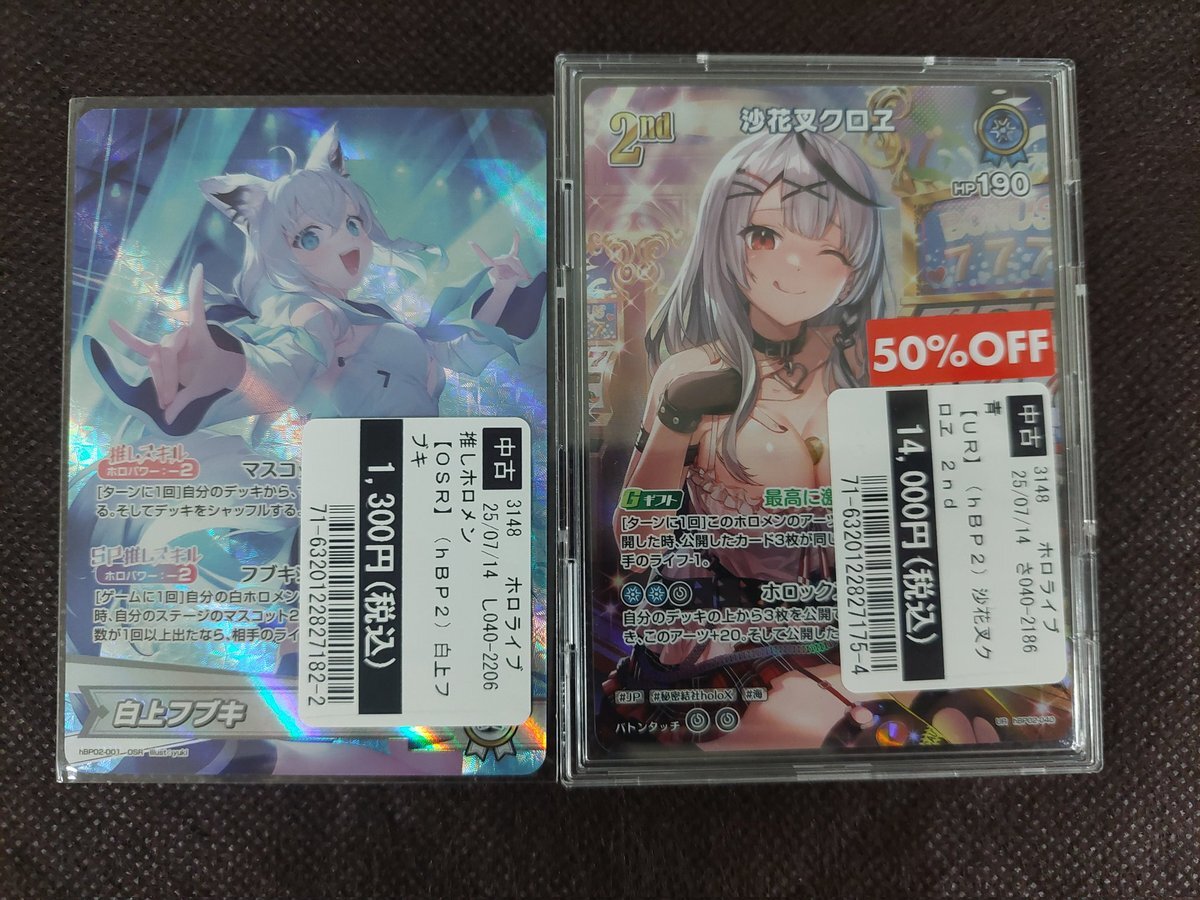 推しスキル
ホロパワー:-2
マスコッ
[ターンに1回]自分のデッキから、
る。そしてデッキをシャッフルする。
SP推しスキル
ホロパワー:-2
フブキ
[ゲームに1回]自分の白ホロメン
時、自分のステージのマスコット2
数が1回以上出たなら、相手のライ
白上フブキ
hBP02-001 OSR Illust:
中古
3148 ホロライブ
25/07/14 し040-2206
推しホロメン
【OSR】 (hBP2) 白上フ
ブキ
1,300円(税込)
71-6320122827182-2
2nd
沙花叉クロヱ
HP190
BONUS
777
50%OFF
Gギフト
最高に
[ターンに1回]このホロメンのアーツ
開した時、公開したカード3枚が同
手のライフ-1。
ホロック
自分のデッキの上から3枚を公開
き、このアーツ+20。そして公開した
#JP #秘密結社holoX #海
バトンタッチ
UR hBP02-040
中古
3148 ホロライブ
25/07/14 さ040-2186
青
【UR】 (hBP2) 沙花叉ク
ロヱ 2nd
14,000円(税込)
71-6320122827175-4